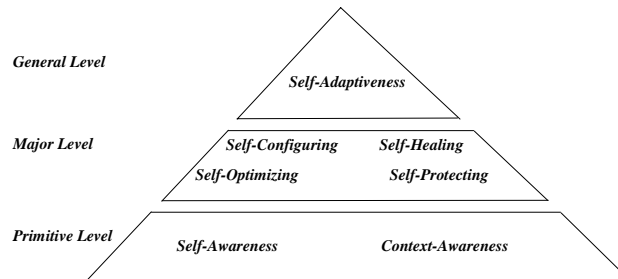 General Level
Self-Adaptiveness
Major Level
Self-Configuring Self-Healing
Self-Optimizing Self-Protecting
Primitive Level
Self-Awareness Context-Awareness